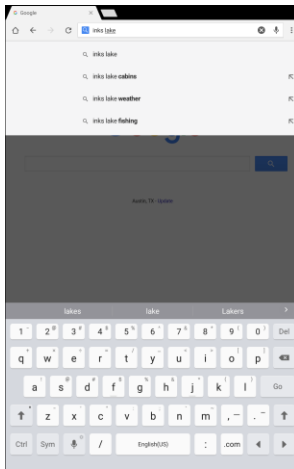 Google
inks lake
inks lake
inks lake cabins
inks lake weather
inks lake fishing
Austin, TX - Update
lakes lake Lakers
1 2 3 4 5 6 7 8 9 0 Del
q w e r t y u i o p
a s d f g h j k l Go
z x c v b n m , .
Ctrl Sym / English(US) : .com